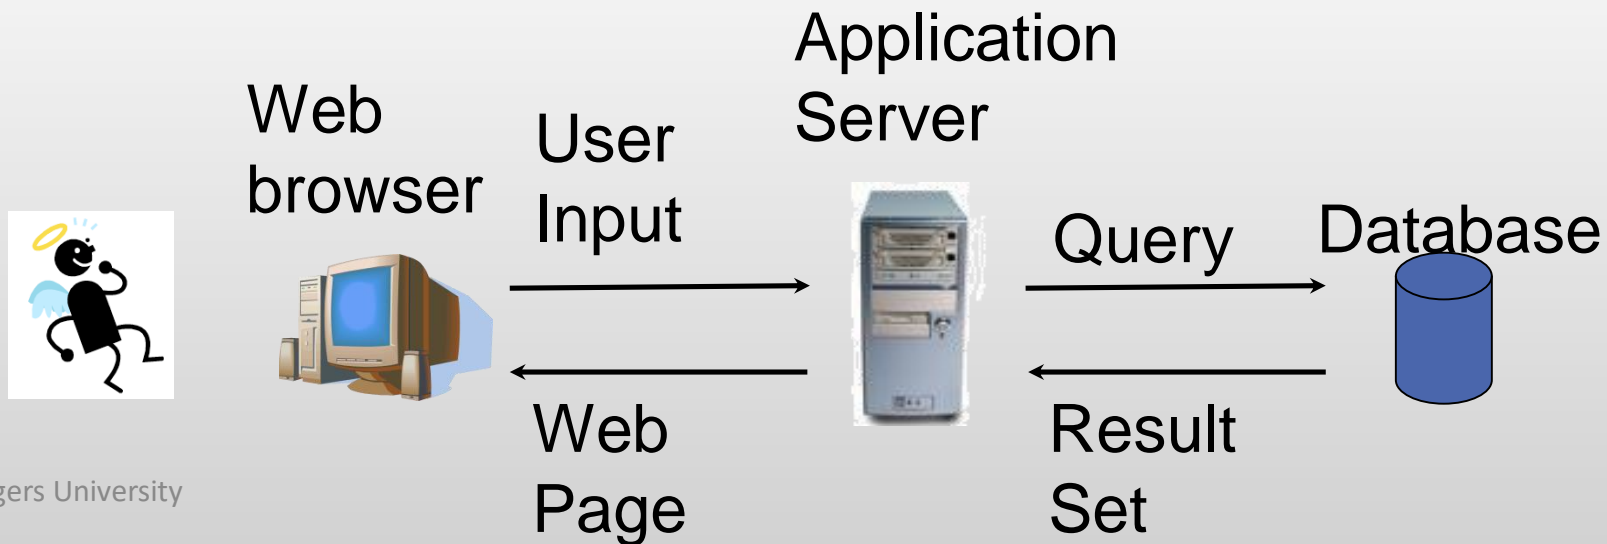 Application
Server
Web
browser
User
Input
Query
Database
Web
Page
Result
Set
gers University